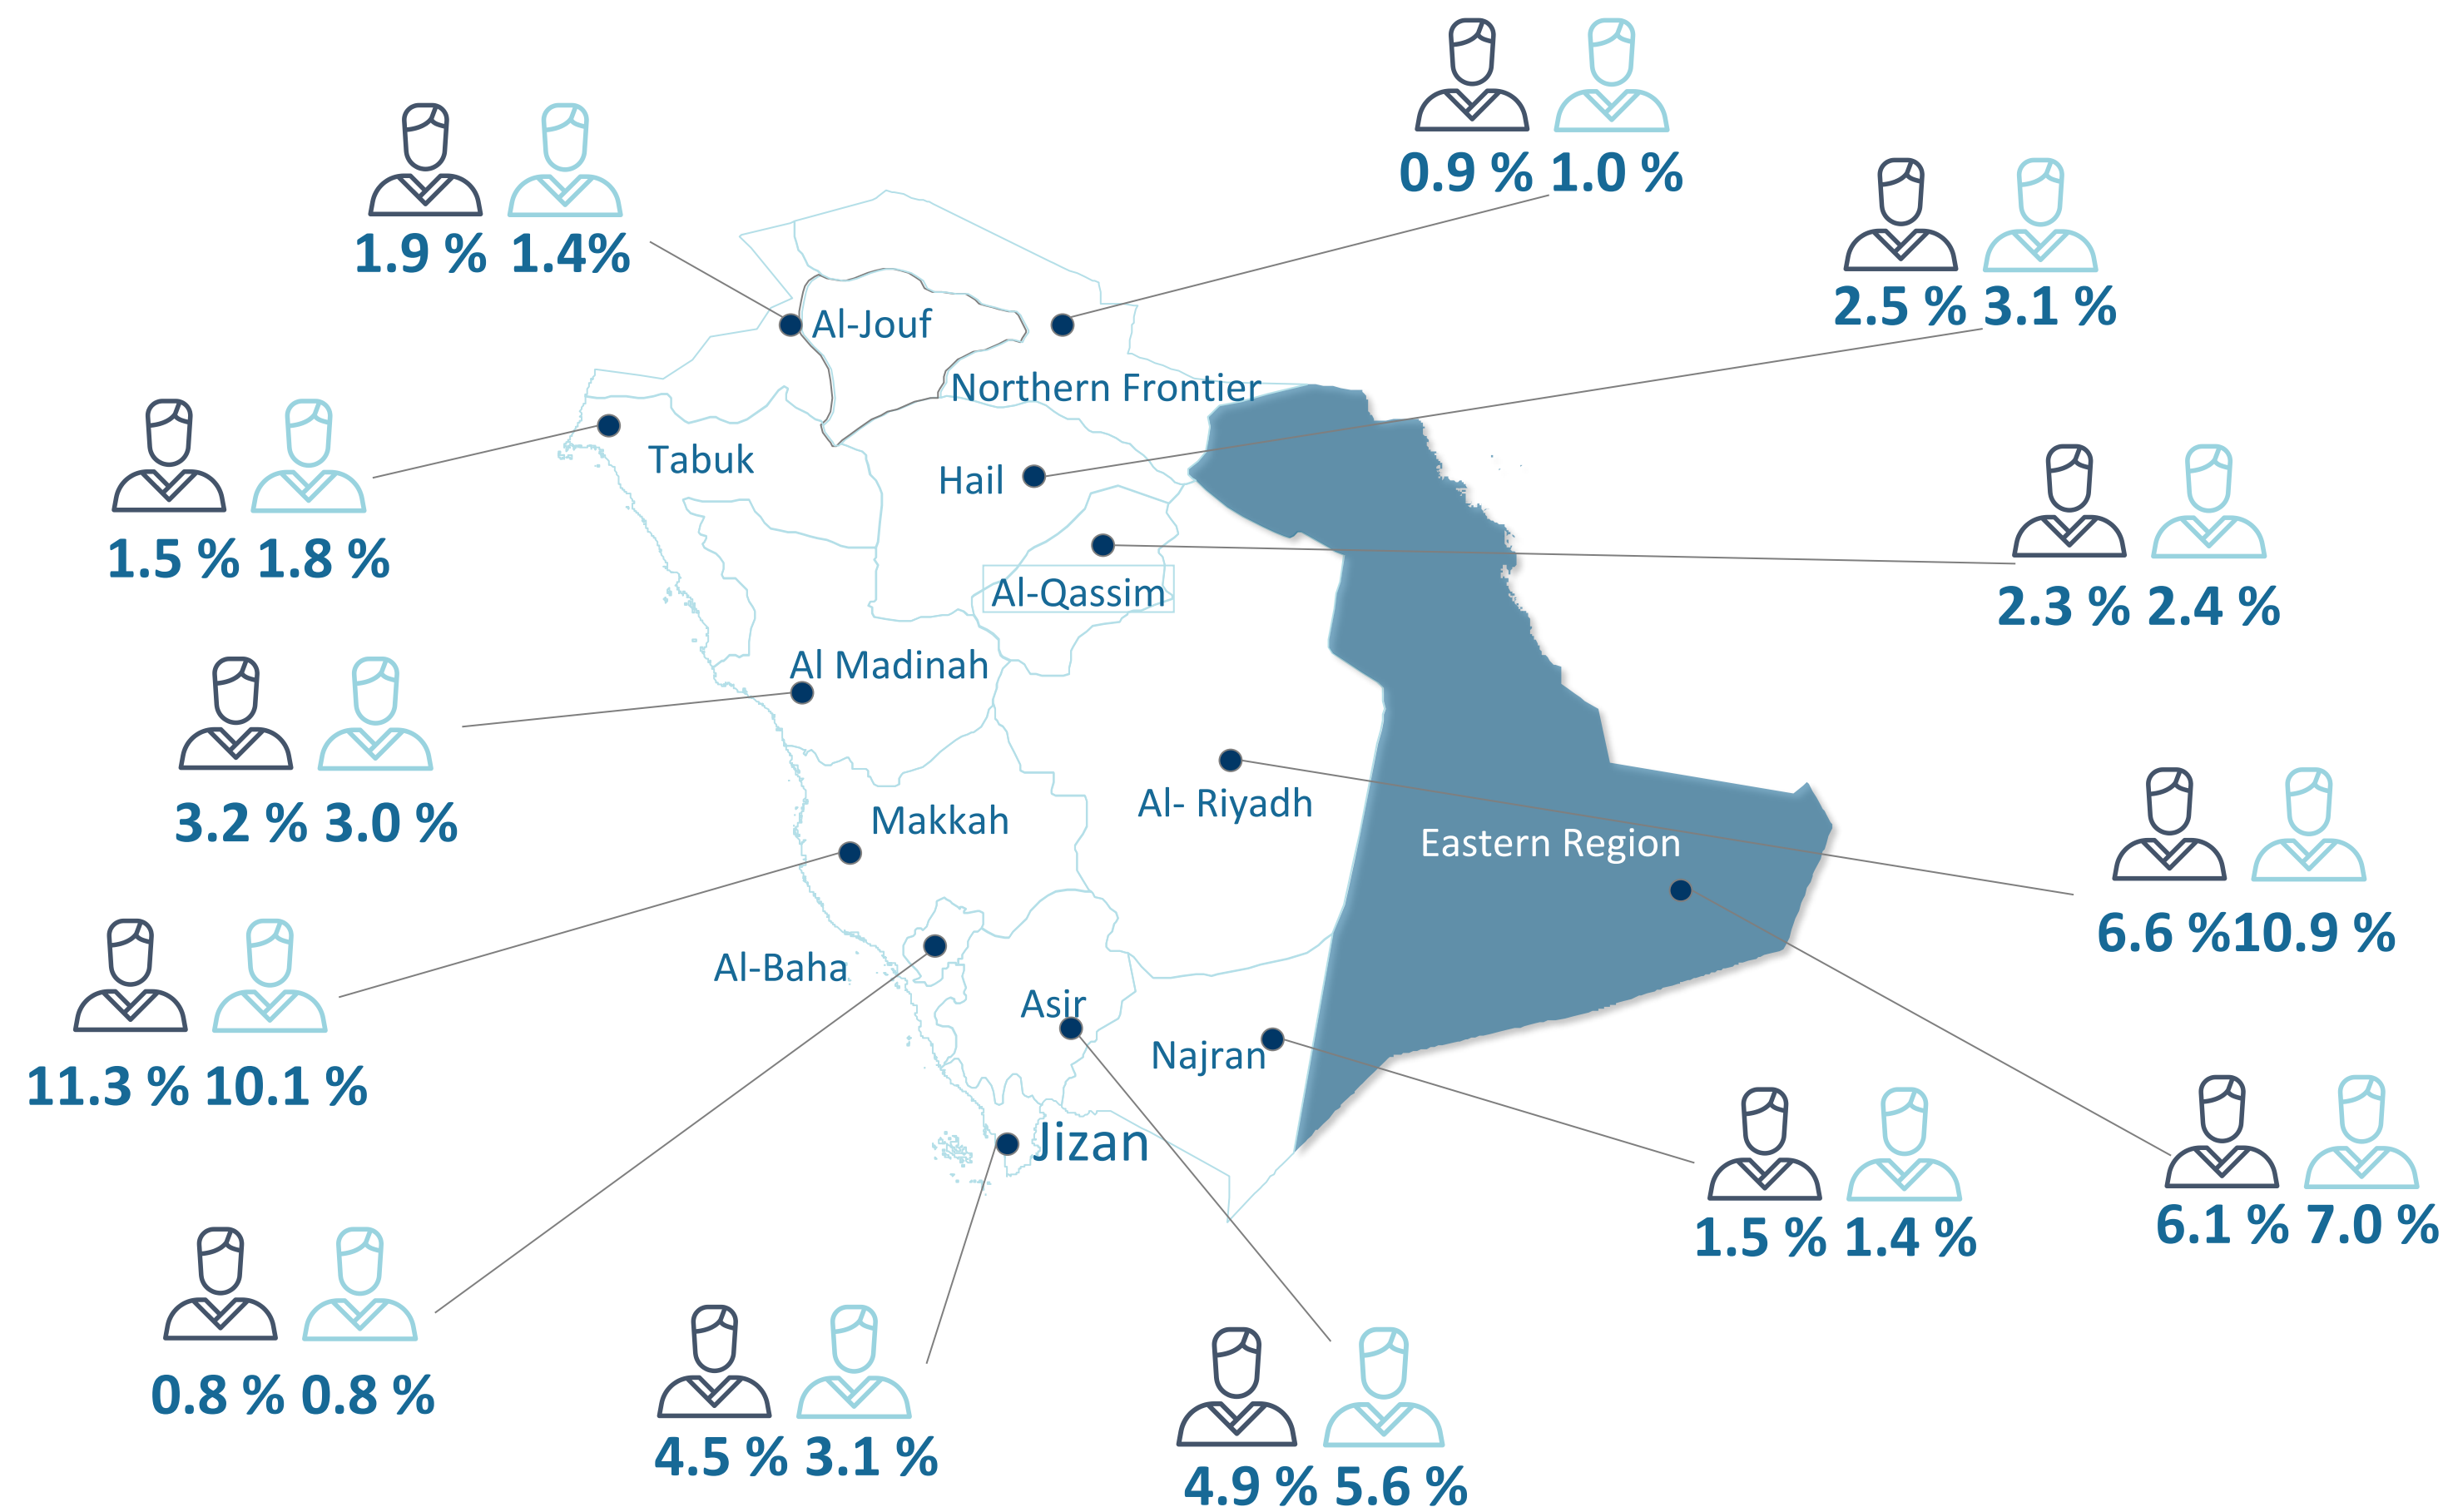 0.9 % 1.0 %
1.9 % 1.4%
2.5 % 3.1 %
Al-Jouf
Northern Frontier
Tabuk
Hail
1.5 % 1.8 %
Al-Qassim
2.3 % 2.4 %
Al Madinah
3.2 % 3.0 %
Al- Riyadh
Makkah
Eastern Region
6.6 %10.9 %
Al-Baha
Asir
Najran
11.3 % 10.1 %
Jizan
1.5 % 1.4 %
6.1 % 7.0 %
0.8 % 0.8 %
4.5 % 3.1 %
4.9 % 5.6 %